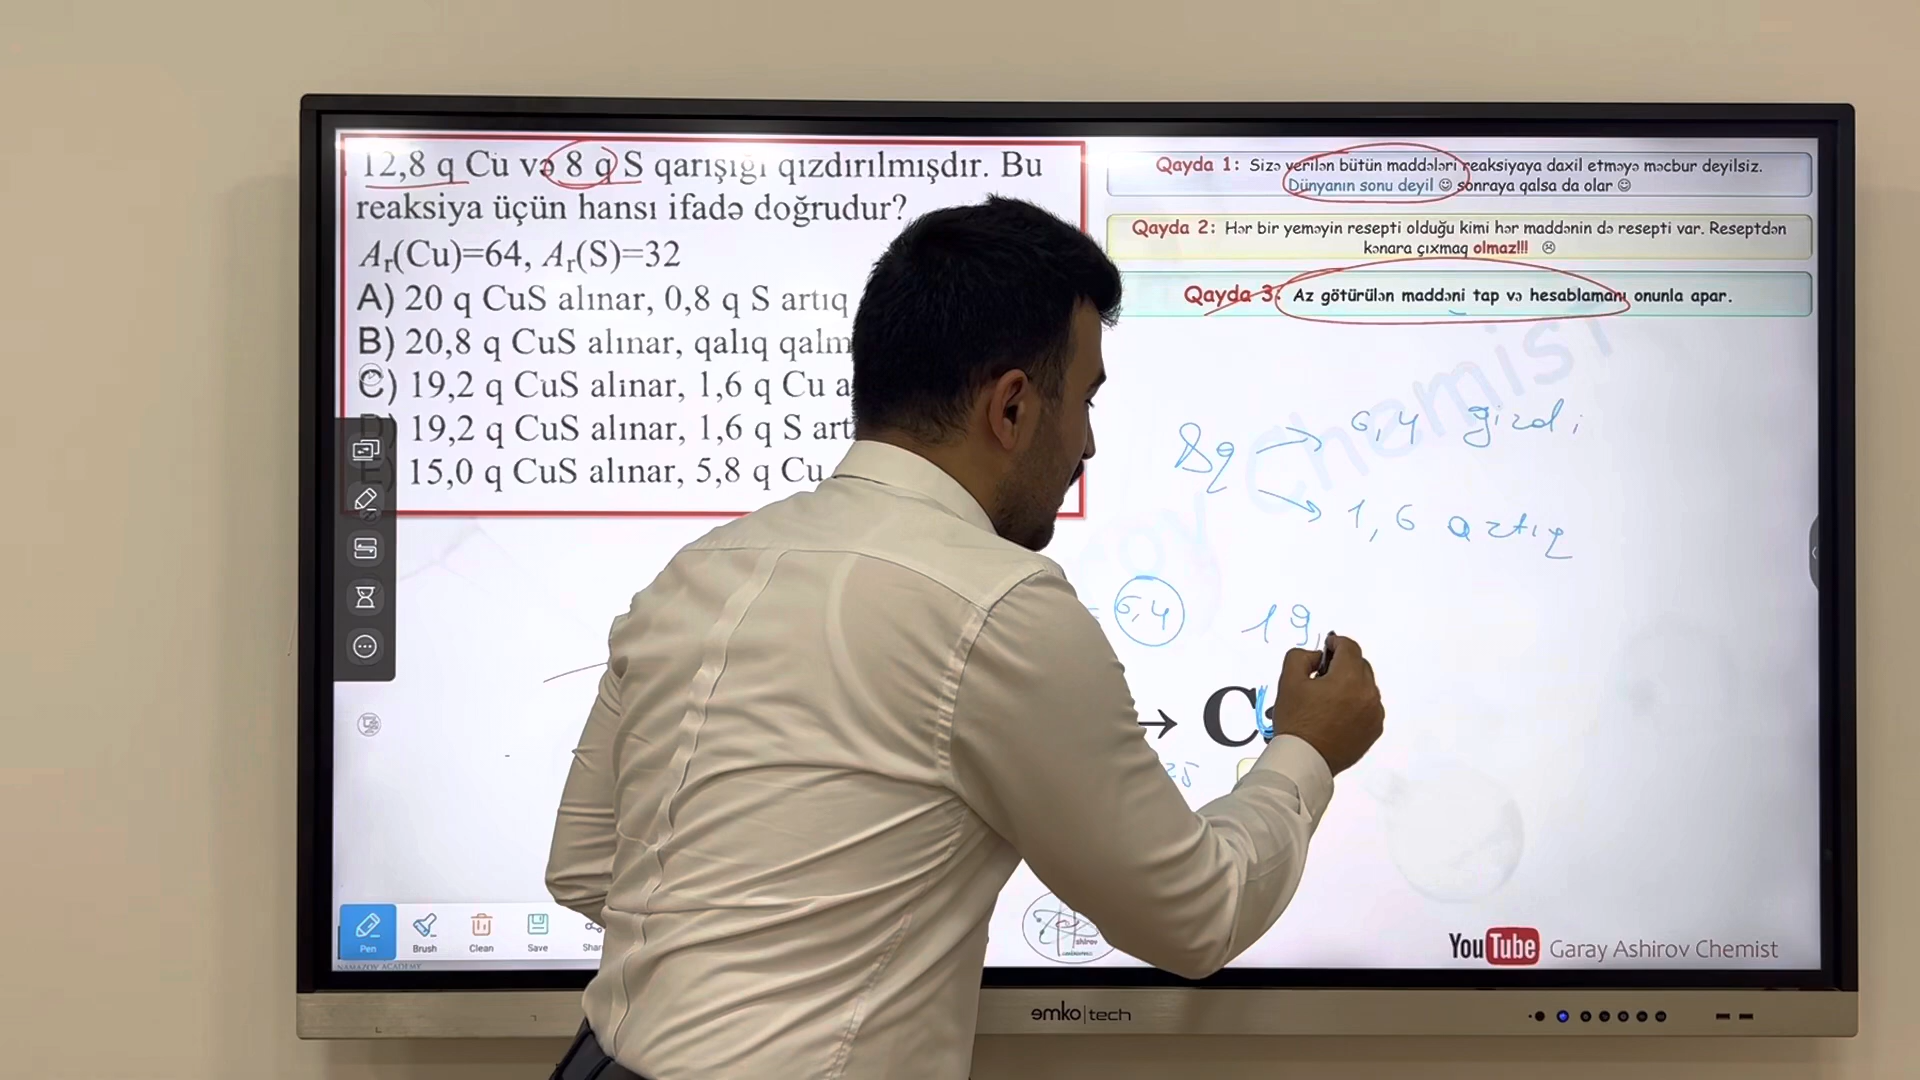 12,8 q Cu və 8 q S qarışığı qızdırılmışdır. Bu
reaksiya üçün hansı ifadə doğrudur?
Ar(Cu)=64, Ar(S)=32
A) 20 q CuS alınar, 0,8 q S artıq
B) 20,8 q CuS alınar, qalıq qalm
C) 19,2 q CuS alınar, 1,6 q Cu a
D) 19,2 q CuS alınar, 1,6 q S art
E) 15,0 q CuS alınar, 5,8 q Cu
Qayda 1: Sizə verilən bütün maddələri reaksiyaya daxil etməyə məcbur deyilsiz.
Dünyanın sonu deyil ☺ sonraya qalsa da olar ☺
Qayda 2: Hər bir yeməyin resepti olduğu kimi hər maddənin də resepti var. Reseptdən
kənara çıxmaq olmaz!!! ☹
Qayda 3: Az götürülən maddəni tap və hesablamanı onunla apar.
8q → 6,4 girdi
→ 1,6 artıq
6,4 19,
→ C
Pen Brush Clean Save Shar
NAMAZOV ACADEMY
YouTube Garay Ashirov Chemist
emko|tech